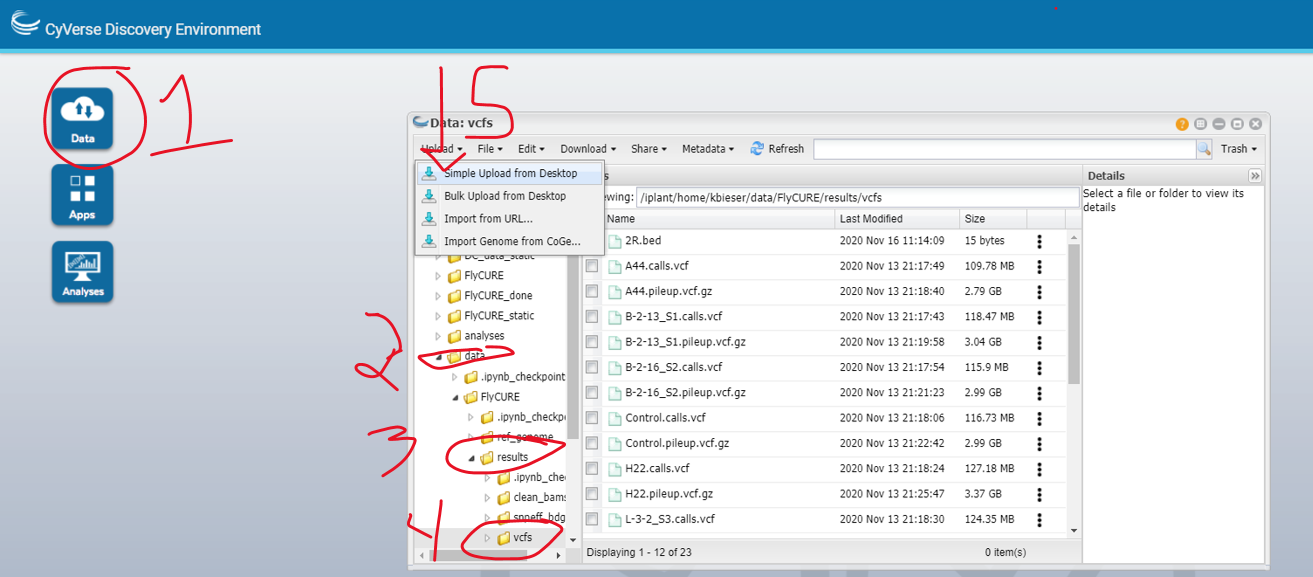 CyVerse Discovery Environment
1
Data
Apps
Analyses
5
Data: vcfs
Upload File Edit Download Share Metadata Refresh Trash
Simple Upload from Desktop
Bulk Upload from Desktop
Import from URL...
Import Genome from CoGe...
DC_data_static
FlyCURE
FlyCURE_done
FlyCURE_static
analyses
2
data
.ipynb_checkpoint
FlyCURE
.ipynb_checkp
ref_genome
3
results
.ipynb_che
clean_bams
snpeff_bdg
4
vcfs
ewing: /iplant/home/kbieser/data/FlyCURE/results/vcfs
Name Last Modified Size
2R.bed 2020 Nov 16 11:14:09 15 bytes
A44.calls.vcf 2020 Nov 13 21:17:49 109.78 MB
A44.pileup.vcf.gz 2020 Nov 13 21:18:40 2.79 GB
B-2-13_S1.calls.vcf 2020 Nov 13 21:17:43 118.47 MB
B-2-13_S1.pileup.vcf.gz 2020 Nov 13 21:19:58 3.04 GB
B-2-16_S2.calls.vcf 2020 Nov 13 21:17:54 115.9 MB
B-2-16_S2.pileup.vcf.gz 2020 Nov 13 21:21:23 2.99 GB
Control.calls.vcf 2020 Nov 13 21:18:06 116.73 MB
Control.pileup.vcf.gz 2020 Nov 13 21:22:42 2.99 GB
H22.calls.vcf 2020 Nov 13 21:18:24 127.18 MB
H22.pileup.vcf.gz 2020 Nov 13 21:25:47 3.37 GB
L-3-2_S3.calls.vcf 2020 Nov 13 21:18:30 124.35 MB
Displaying 1 - 12 of 23 0 item(s)
Details
Select a file or folder to view its
details